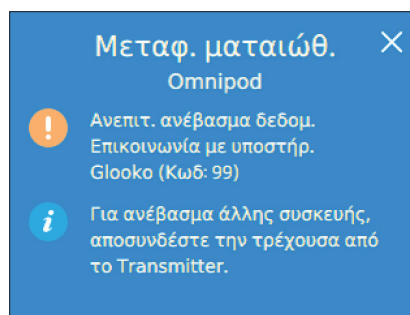 Μεταφ. ματαιώθ.
Omnipod
Ανεπιτ. ανέβασμα δεδομ.
Επικοινωνία με υποστήρ.
Glooko (Κωδ: 99)
Για ανέβασμα άλλης συσκευής,
αποσυνδέστε την τρέχουσα από
το Transmitter.